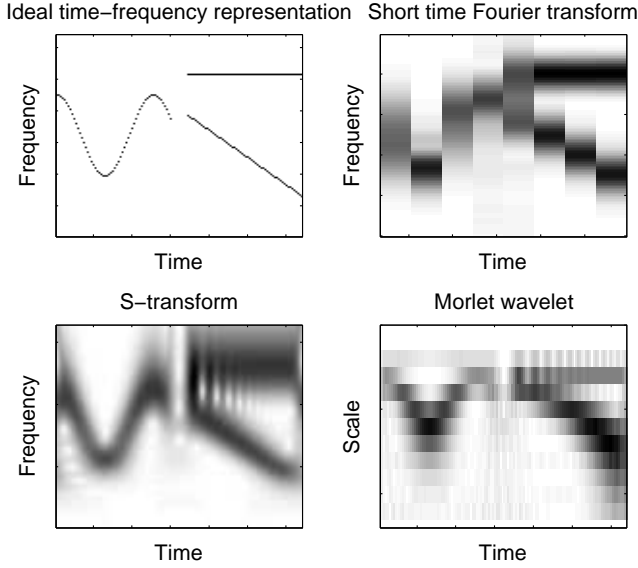 Ideal time−frequency representation
Frequency
Time
Short time Fourier transform
Frequency
Time
S−transform
Frequency
Time
Morlet wavelet
Scale
Time